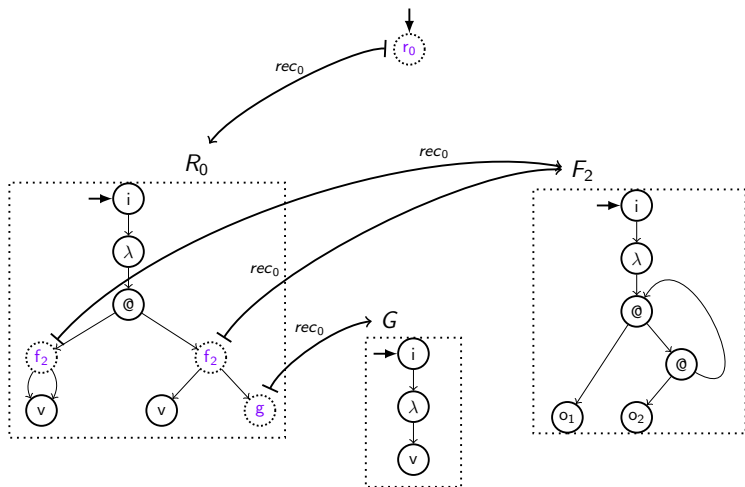 r₀
rec₀
R₀
rec₀
F₂
i
i
λ
λ
rec₀
@
@
rec₀
G
f₂
f₂
i
@
v
v
g
λ
o₁
o₂
v